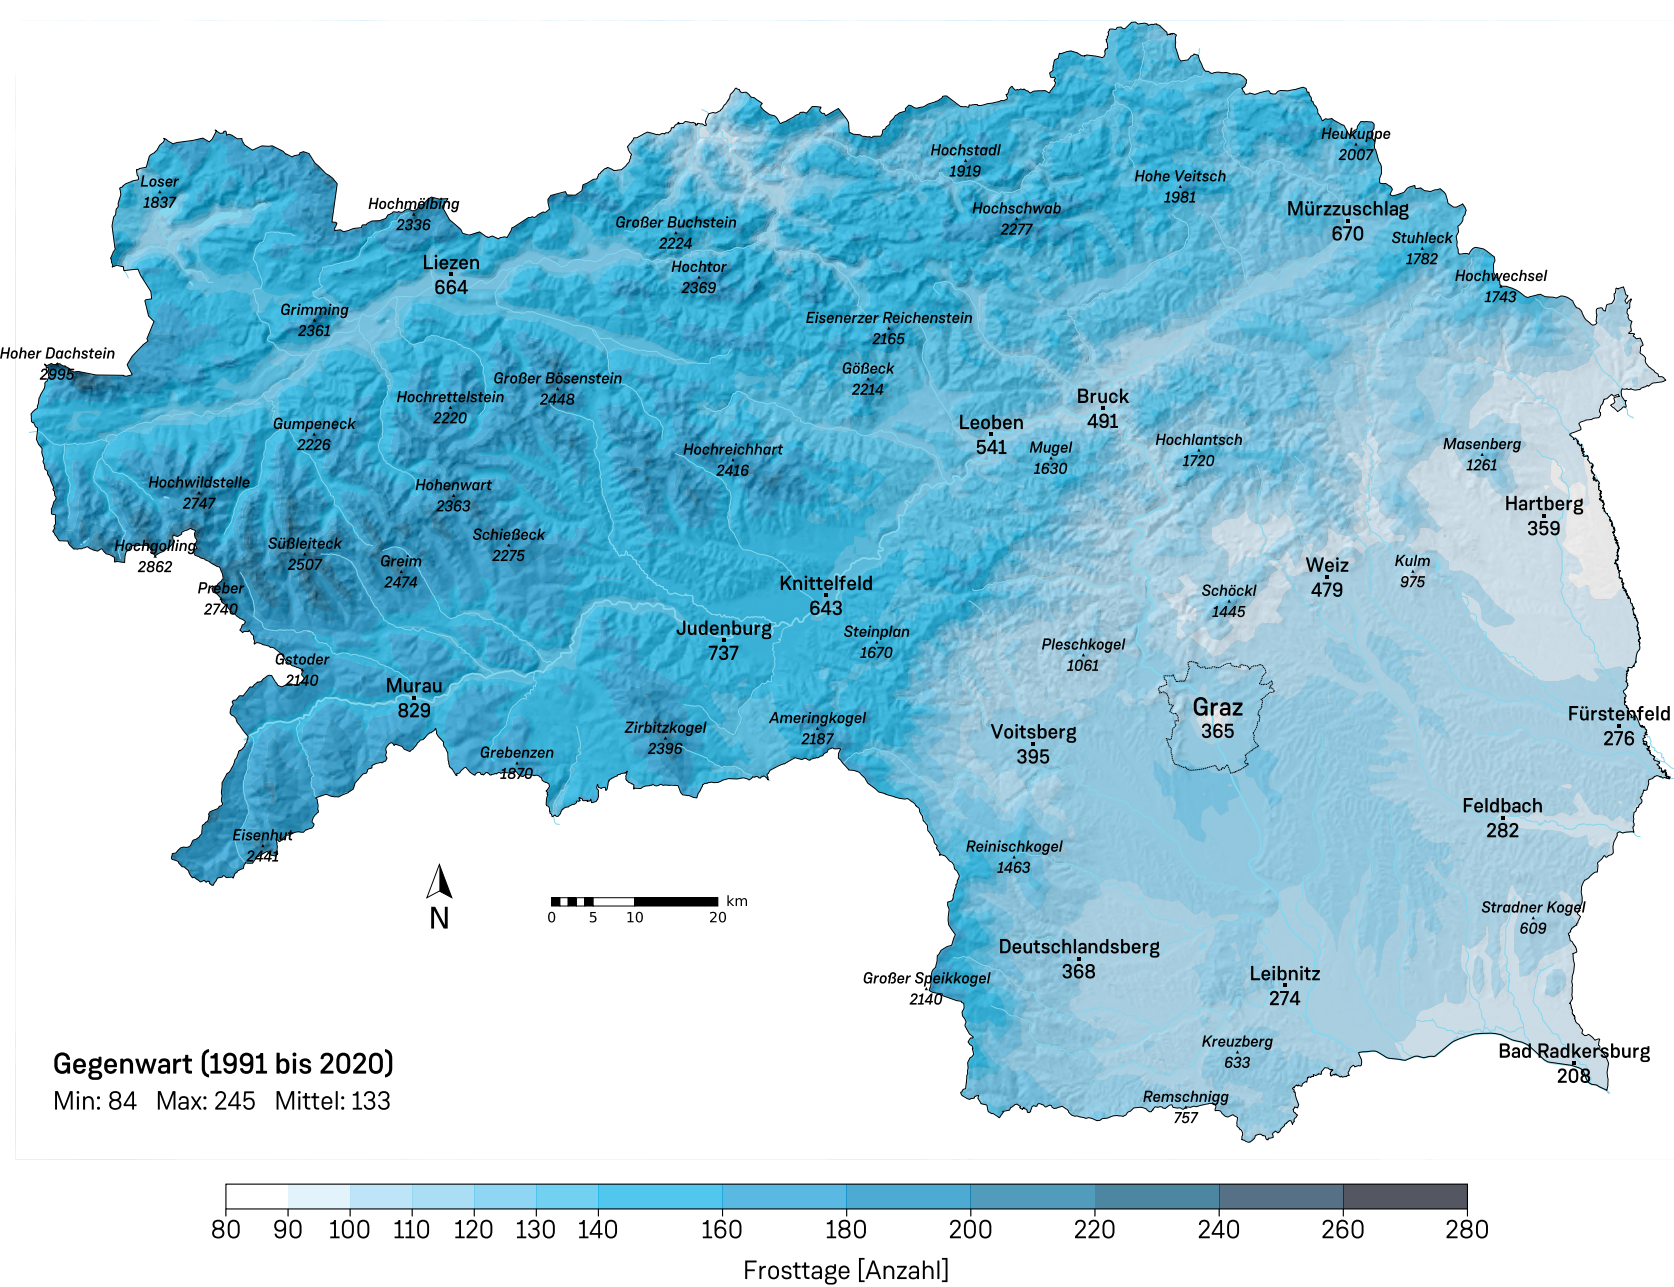 Heukuppe
2007
Hochstadl
1919
Hohe Veitsch
1981
Loser
1837
Hochmölbing
2336
Großer Buchstein
2224
Hochschwab
2277
Mürzzuschlag
670
Stuhleck
1782
Liezen
664
Hochtor
2369
Hochwechsel
1743
Grimming
2361
Eisenerzer Reichenstein
2165
Hoher Dachstein
2995
Gößeck
2214
Großer Bösenstein
2448
Hochrettelstein
2220
Bruck
491
Gumpeneck
2226
Leoben
541
Mugel
1630
Hochlantsch
1720
Masenberg
1261
Hochreichhart
2416
Hochwildstelle
2747
Hohenwart
2363
Hartberg
359
Schießeck
2275
Hochgolling
2862
Süßleiteck
2507
Greim
2474
Weiz
479
Kulm
975
Knittelfeld
643
Preber
2740
Schöckl
1445
Judenburg
737
Steinplan
1670
Pleschkogel
1061
Gstoder
2140
Murau
829
Graz
365
Fürstenfeld
276
Ameringkogel
2187
Zirbitzkogel
2396
Voitsberg
395
Grebenzen
1870
Feldbach
282
Eisenhut
2441
Reinischkogel
1463
N
km
0 5 10 20
Stradner Kogel
609
Deutschlandsberg
368
Großer Speikkogel
2140
Leibnitz
274
Kreuzberg
633
Bad Radkersburg
208
Gegenwart (1991 bis 2020)
Min: 84 Max: 245 Mittel: 133
Remschnigg
757
80 90 100 110 120 130 140 160 180 200 220 240 260 280
Frosttage [Anzahl]